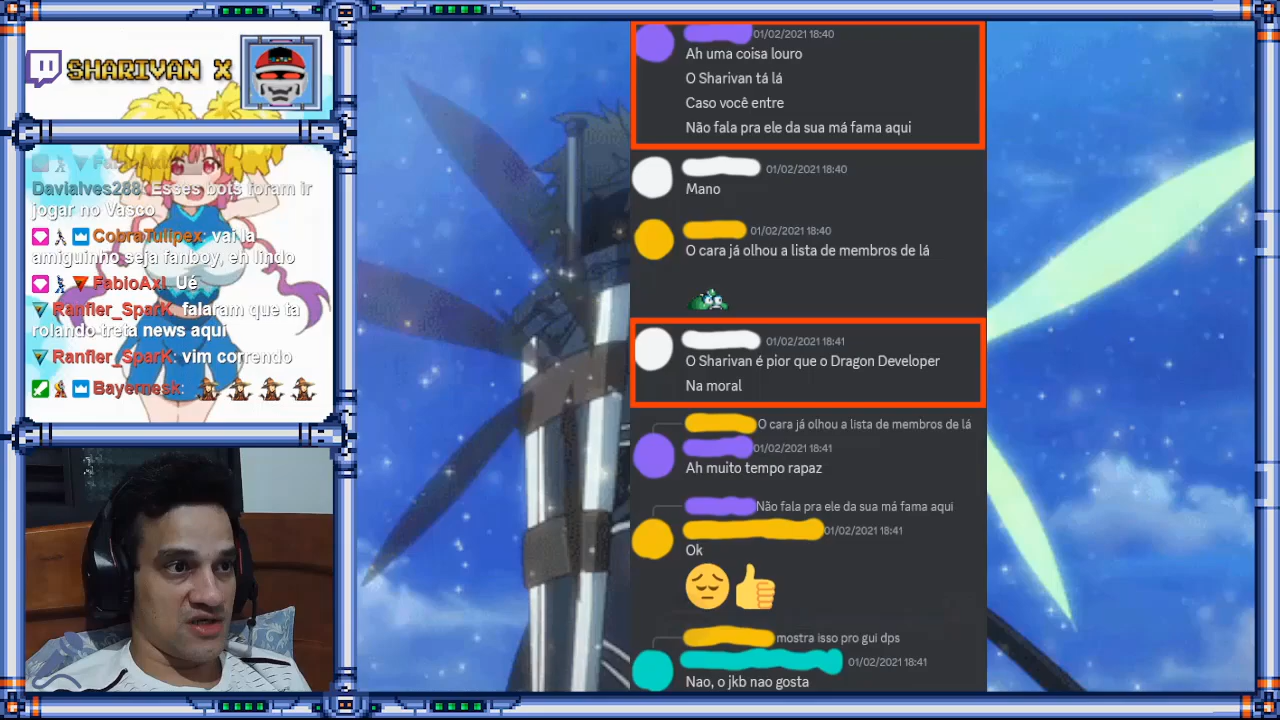 SHARIVAN X
Davialves288: Esses bots foram ir
jogar no Vasco
CobraTulipex: vai la
amiguinho seja fanboy, eh lindo
FabioAxl: Ué
Ranfler_SparK: falaram que ta
rolando treta news aqui
Ranfler_SparK: vim correndo
Bayernesk:
01/02/2021 18:40
Ah uma coisa louro
O Sharivan tá lá
Caso você entre
Não fala pra ele da sua má fama aqui
01/02/2021 18:40
Mano
01/02/2021 18:40
O cara já olhou a lista de membros de lá
01/02/2021 18:41
O Sharivan é pior que o Dragon Developer
Na moral
O cara já olhou a lista de membros de lá
01/02/2021 18:41
Ah muito tempo rapaz
Não fala pra ele da sua má fama aqui
01/02/2021 18:41
Ok
mostra isso pro gui dps
01/02/2021 18:41
Nao, o jkb nao gosta